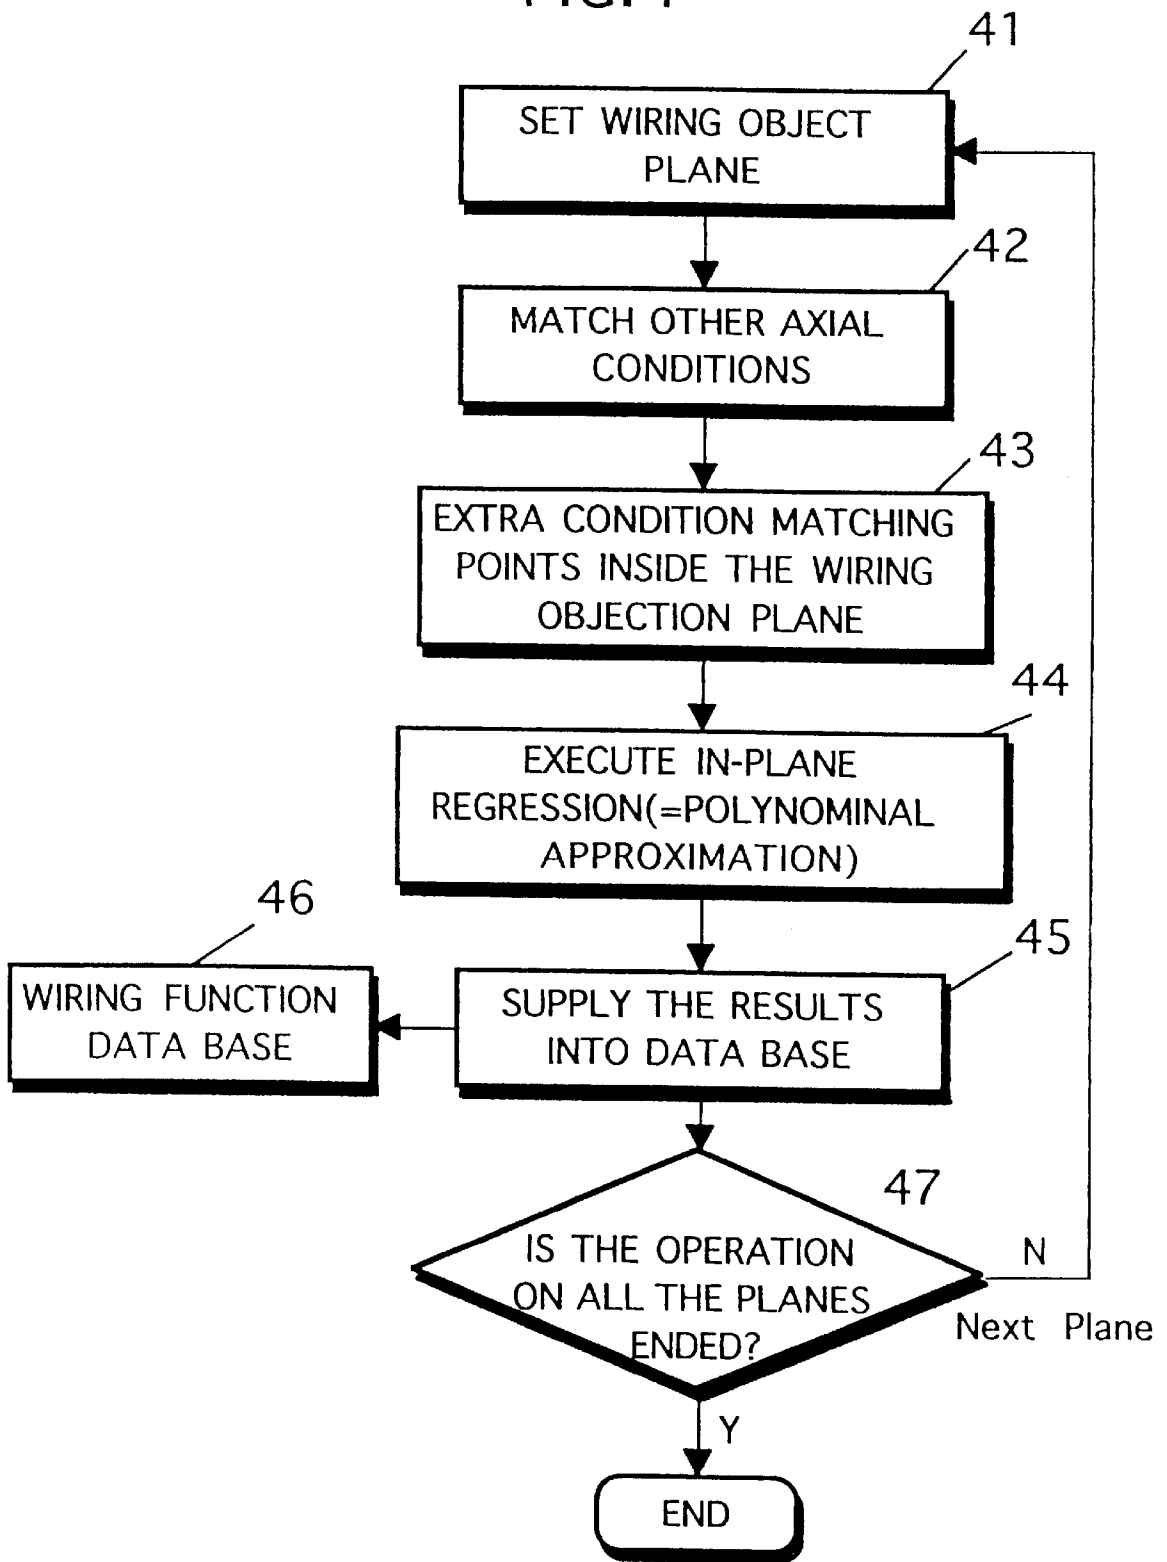 41
SET WIRING OBJECT
PLANE
42
MATCH OTHER AXIAL
CONDITIONS
43
EXTRA CONDITION MATCHING
POINTS INSIDE THE WIRING
OBJECTION PLANE
44
EXECUTE IN-PLANE
REGRESSION(=POLYNOMINAL
APPROXIMATION)
46
WIRING FUNCTION
DATA BASE
45
SUPPLY THE RESULTS
INTO DATA BASE
47
IS THE OPERATION
ON ALL THE PLANES
ENDED?
N
Next Plane
Y
END